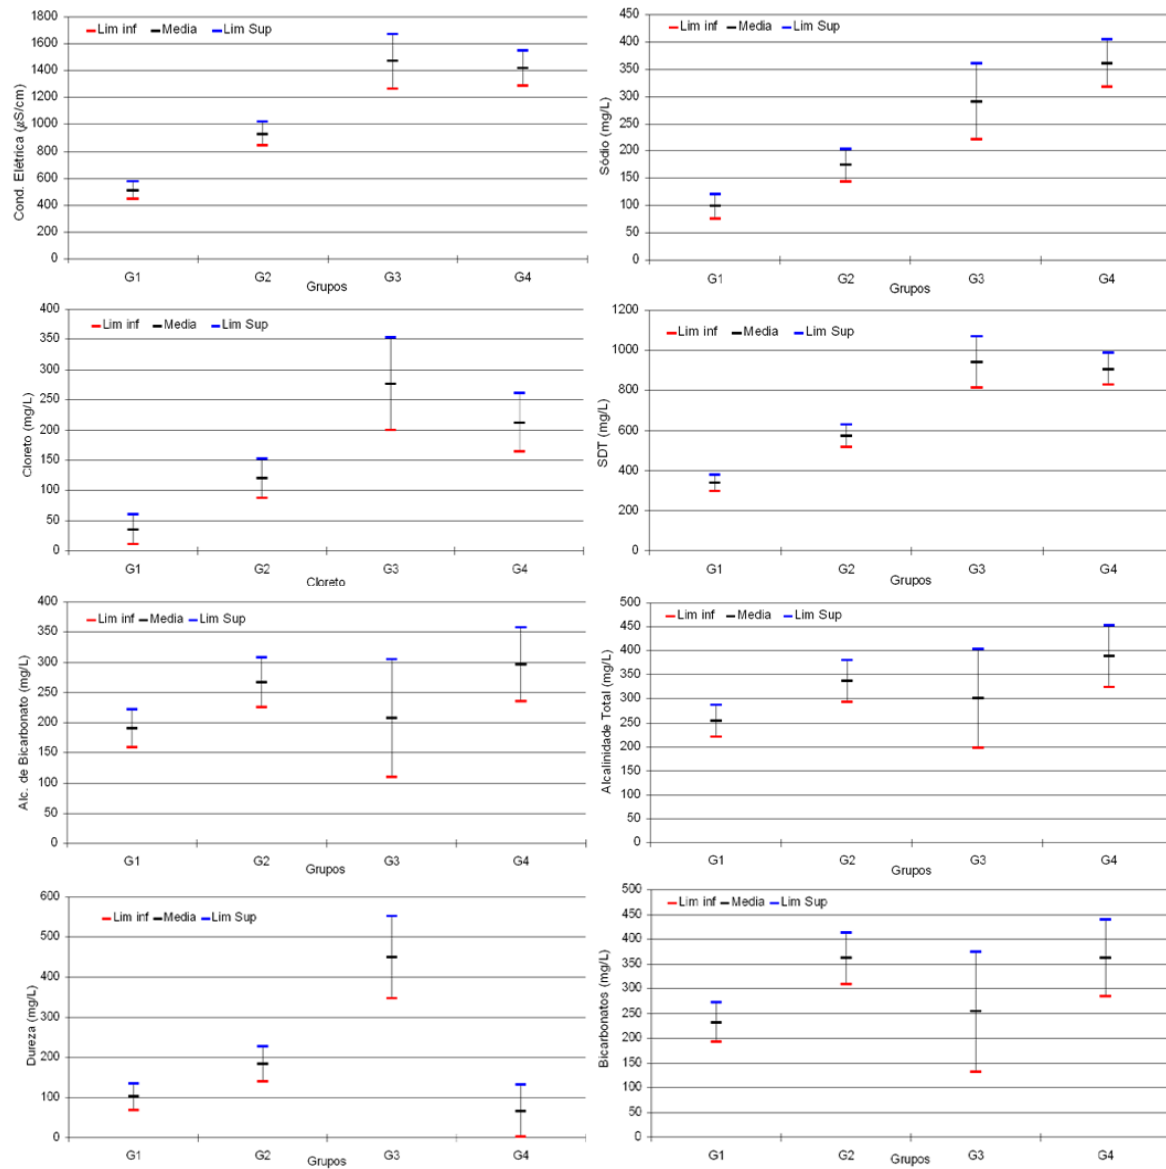 Cond. Elétrica (µS/cm)
1800
1600
1400
1200
1000
800
600
400
200
0
Lim inf Media Lim Sup
G1 G2 G3 G4
Grupos
Sódio (mg/L)
450
400
350
300
250
200
150
100
50
0
Lim inf Media Lim Sup
G1 G2 G3 G4
Grupos
Cloreto (mg/L)
400
350
300
250
200
150
100
50
0
Lim inf Media Lim Sup
G1 G2 G3 G4
Cloreto
SDT (mg/L)
1200
1000
800
600
400
200
0
Lim inf Media Lim Sup
G1 G2 G3 G4
Grupos
Alc. de Bicarbonato (mg/L)
400
350
300
250
200
150
100
50
0
Lim inf Media Lim Sup
G1 G2 G3 G4
Grupos
Alcalinidade Total (mg/L)
500
450
400
350
300
250
200
150
100
50
0
Lim inf Media Lim Sup
G1 G2 G3 G4
Grupos
Dureza (mg/L)
600
500
400
300
200
100
0
Lim inf Media Lim Sup
G1 G2 G3 G4
Grupos
Bicarbonatos (mg/L)
500
450
400
350
300
250
200
150
100
50
0
Lim inf Media Lim Sup
G1 G2 G3 G4
Grupos